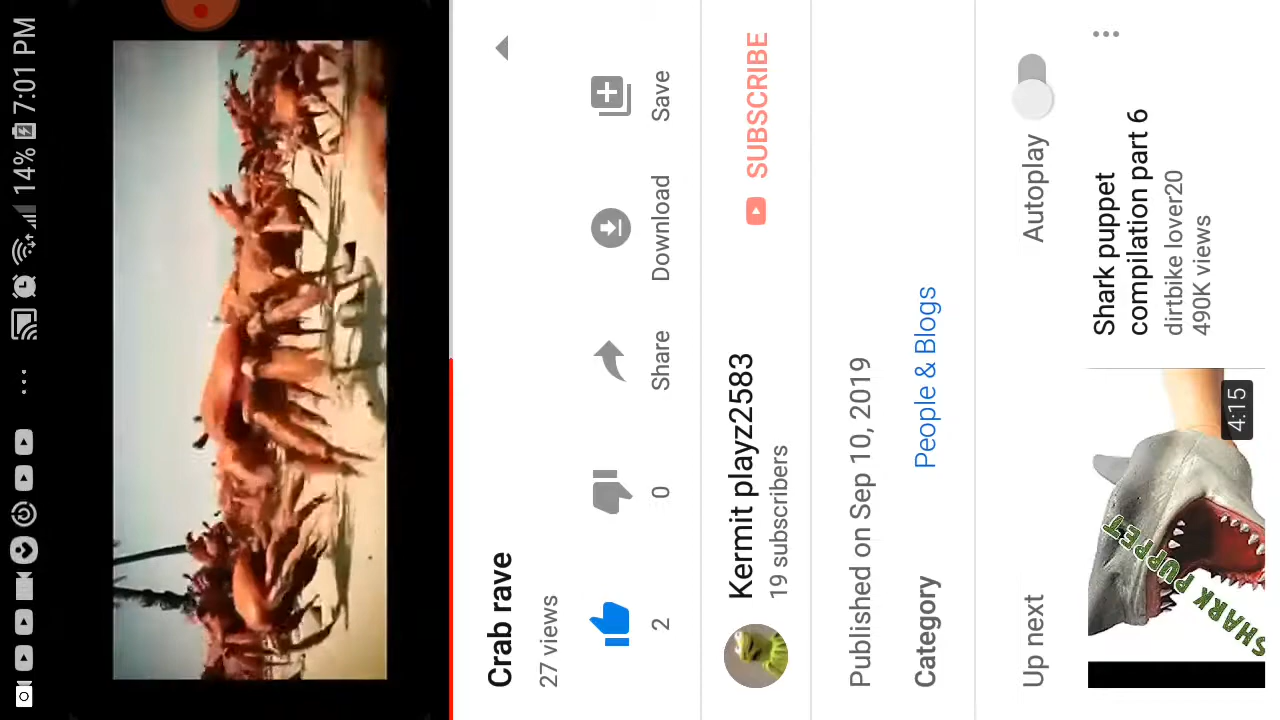 14% 7:01 PM
Crab rave
27 views
2
0
Share
Download
Save
Kermit playz2583
19 subscribers
SUBSCRIBE
Published on Sep 10, 2019
Category
People & Blogs
Up next
Autoplay
SHARK PUPPET
4:15
Shark puppet
compilation part 6
dirtbike lover20
490K views